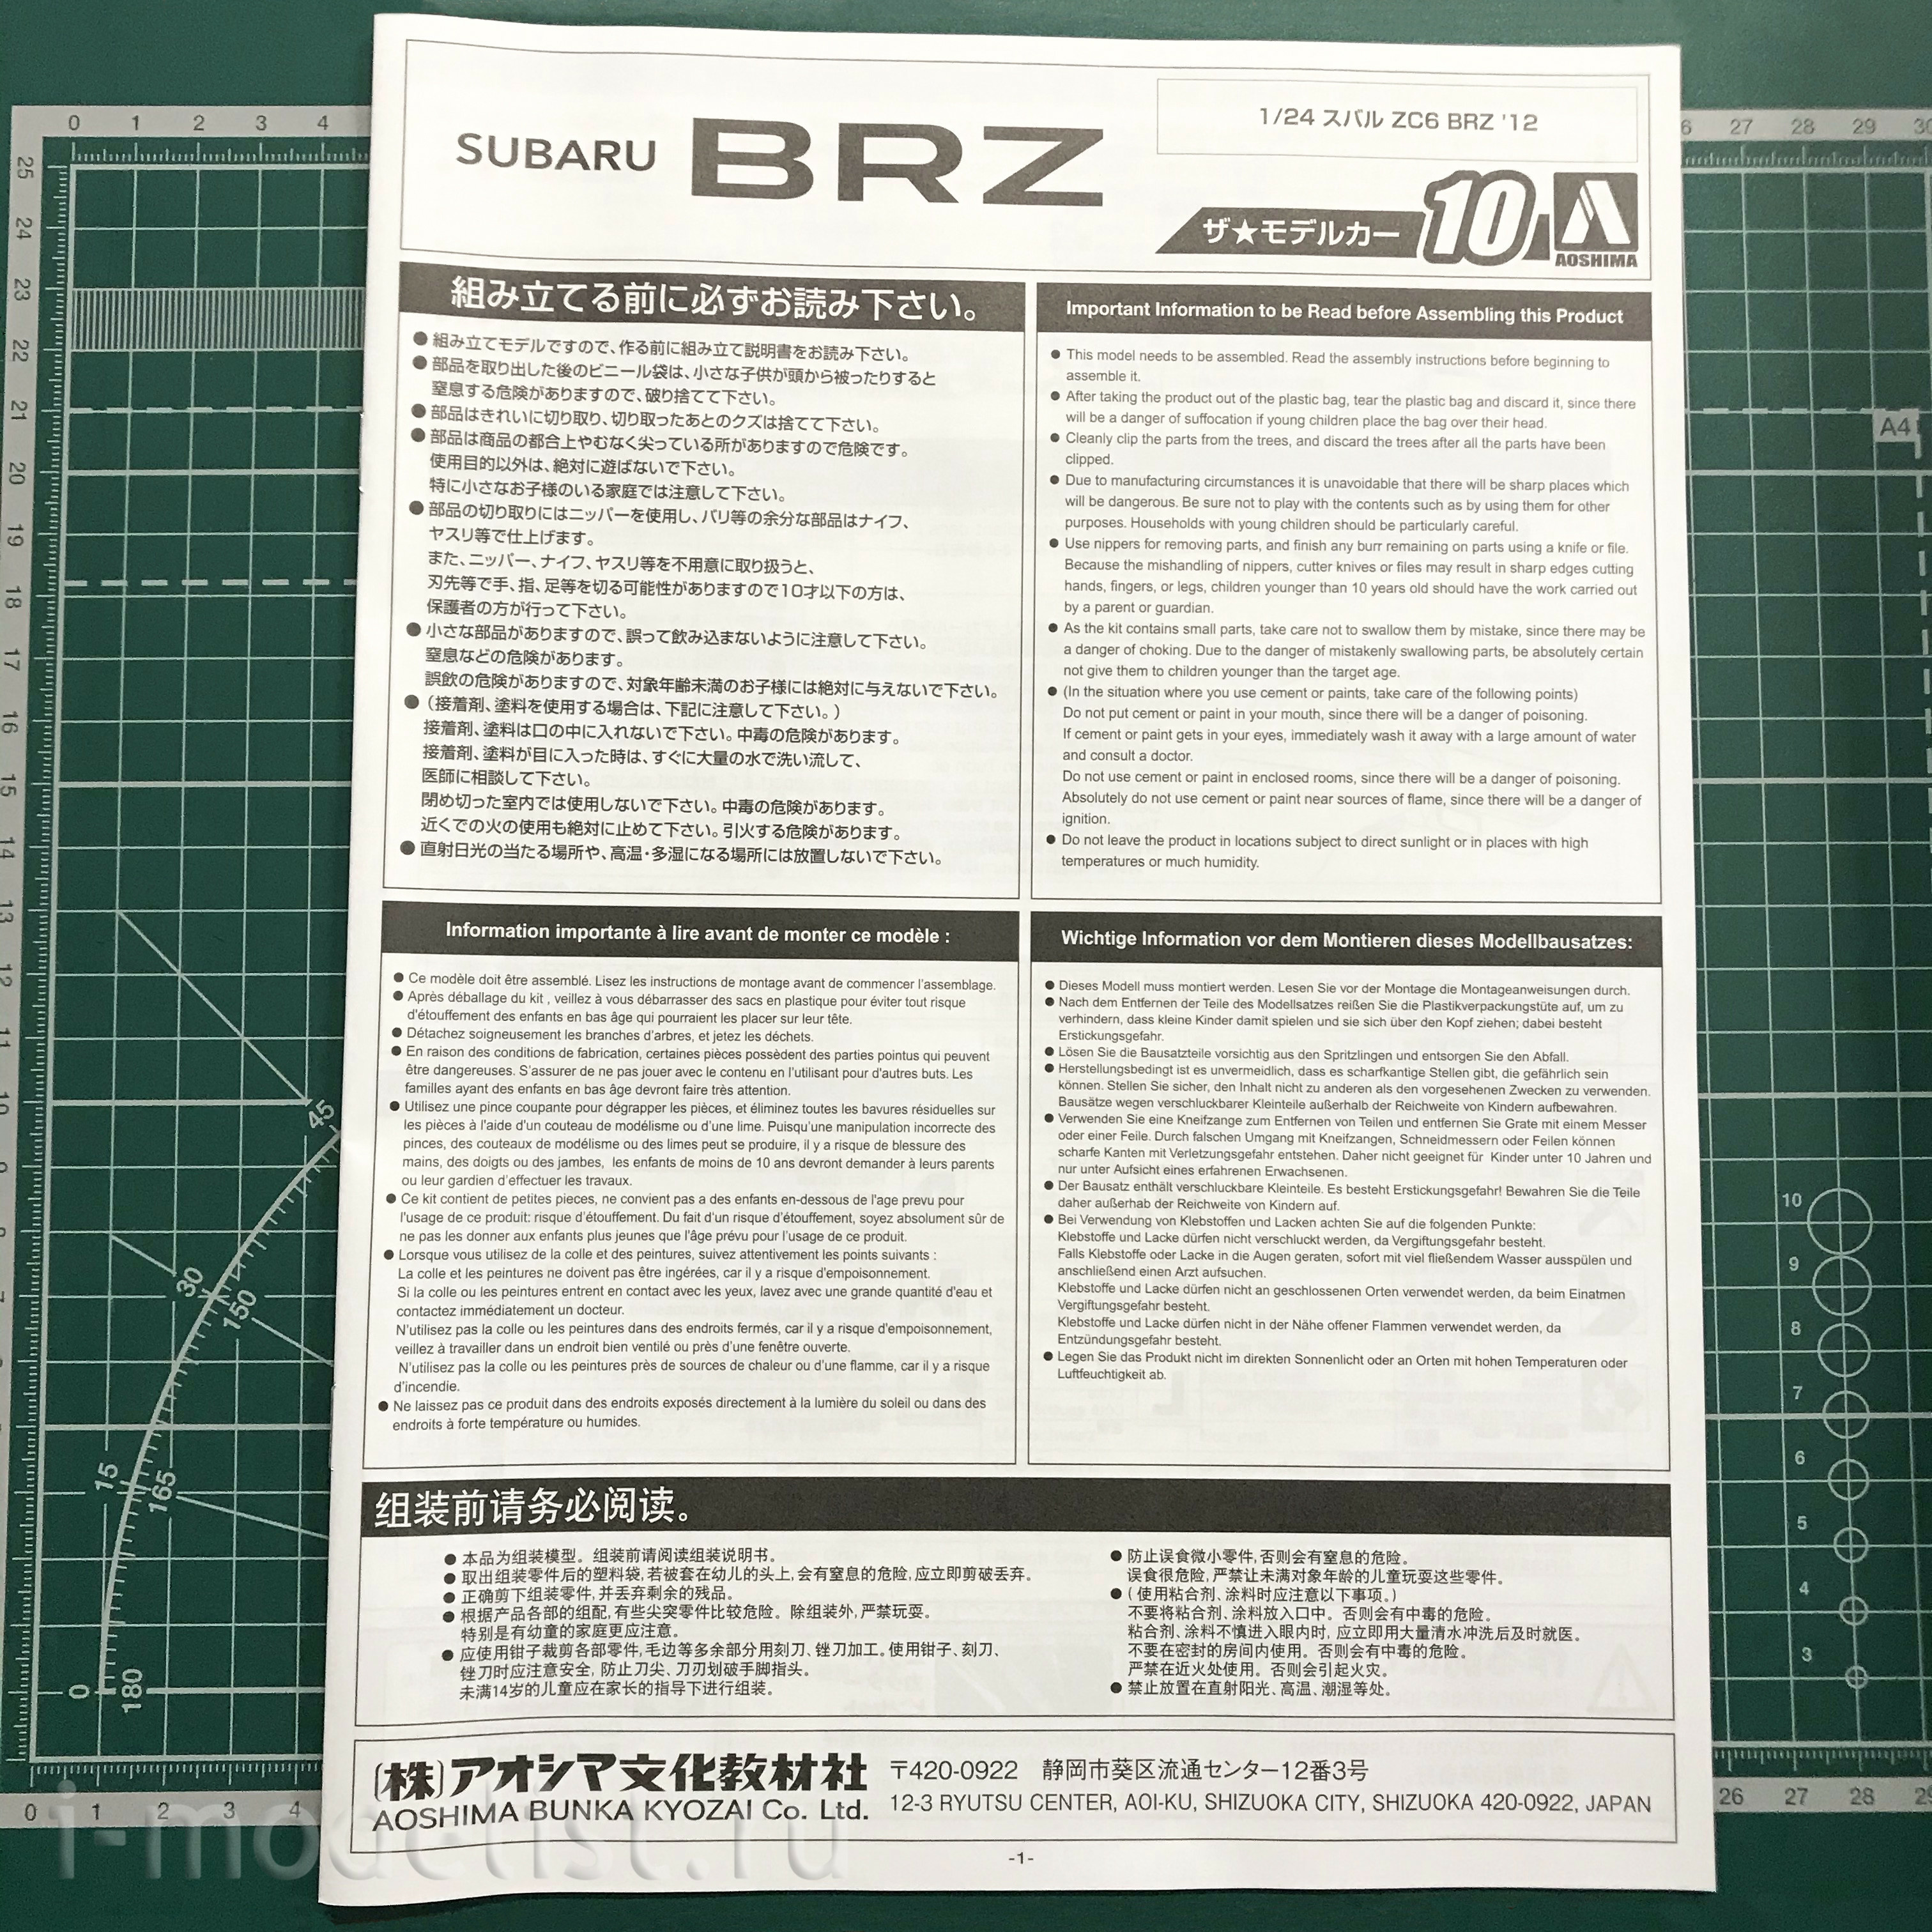 SUBARU BRZ
1/24 スバル ZC6 BRZ '12
ザ★モデルカー 10
AOSHIMA
組み立てる前に必ずお読み下さい。
● 組み立てモデルですので、作る前に組み立て説明書をお読み下さい。
● 部品を取り出した後のビニール袋は、小さな子供が頭から被ったりすると
窒息する危険がありますので、破り捨てて下さい。
● 部品はきれいに切り取り、切り取ったあとのクズは捨てて下さい。
● 部品は商品の都合上やむなく尖っている所がありますので危険です。
使用目的以外は、絶対に遊ばないで下さい。
特に小さなお子様のいる家庭では注意して下さい。
● 部品の切り取りにはニッパーを使用し、バリ等の余分な部品はナイフ、
ヤスリ等で仕上げます。
また、ニッパー、ナイフ、ヤスリ等を不用意に取り扱うと、
刃先等で手、指、足等を切る可能性がありますので10才以下の方は、
保護者の方が行って下さい。
● 小さな部品がありますので、誤って飲み込まないように注意して下さい。
窒息などの危険があります。
誤飲の危険がありますので、対象年齢未満のお子様には絶対に与えないで下さい。
● （接着剤、塗料を使用する場合は、下記に注意して下さい。）
接着剤、塗料は口の中に入れないで下さい。中毒の危険があります。
接着剤、塗料が目に入った時は、すぐに大量の水で洗い流して、
医師に相談して下さい。
閉め切った室内では使用しないで下さい。中毒の危険があります。
近くでの火の使用も絶対に止めて下さい。引火する危険があります。
● 直射日光の当たる場所や、高温・多湿になる場所には放置しないで下さい。
Important Information to be Read before Assembling this Product
● This model needs to be assembled. Read the assembly instructions before beginning to
assemble it.
● After taking the product out of the plastic bag, tear the plastic bag and discard it, since there
will be a danger of suffocation if young children place the bag over their head.
● Cleanly clip the parts from the trees, and discard the trees after all the parts have been
clipped.
● Due to manufacturing circumstances it is unavoidable that there will be sharp places which
will be dangerous. Be sure not to play with the contents such as by using them for other
purposes. Households with young children should be particularly careful.
● Use nippers for removing parts, and finish any burr remaining on parts using a knife or file.
Because the mishandling of nippers, cutter knives or files may result in sharp edges cutting
hands, fingers, or legs, children younger than 10 years old should have the work carried out
by a parent or guardian.
● As the kit contains small parts, take care not to swallow them by mistake, since there may be
a danger of choking. Due to the danger of mistakenly swallowing parts, be absolutely certain
not give them to children younger than the target age.
● (In the situation where you use cement or paints, take care of the following points)
Do not put cement or paint in your mouth, since there will be a danger of poisoning.
If cement or paint gets in your eyes, immediately wash it away with a large amount of water
and consult a doctor.
Do not use cement or paint in enclosed rooms, since there will be a danger of poisoning.
Absolutely do not use cement or paint near sources of flame, since there will be a danger of
ignition.
● Do not leave the product in locations subject to direct sunlight or in places with high
temperatures or much humidity.
Information importante à lire avant de monter ce modèle :
● Ce modèle doit être assemblé. Lisez les instructions de montage avant de commencer l'assemblage.
● Après déballage du kit , veillez à vous débarrasser des sacs en plastique pour éviter tout risque
d'étouffement des enfants en bas âge qui pourraient les placer sur leur tête.
● Détachez soigneusement les branches d'arbres, et jetez les déchets.
● En raison des conditions de fabrication, certaines pièces possèdent des parties pointus qui peuvent
être dangereuses. S'assurer de ne pas jouer avec le contenu en l'utilisant pour d'autres buts. Les
familles ayant des enfants en bas âge devront faire très attention.
● Utilisez une pince coupante pour dégrapper les pièces, et éliminez toutes les bavures résiduelles sur
les pièces à l'aide d'un couteau de modélisme ou d'une lime. Puisqu'une manipulation incorrecte des
pinces, des couteaux de modélisme ou des limes peut se produire, il y a risque de blessure des
mains, des doigts ou des jambes, les enfants de moins de 10 ans devront demander à leurs parents
ou leur gardien d'effectuer les travaux.
● Ce kit contient de petites pieces, ne convient pas a des enfants en-dessous de l'age prevu pour
l'usage de ce produit: risque d'étouffement. Du fait d'un risque d'étouffement, soyez absolument sûr de
ne pas les donner aux enfants plus jeunes que l'âge prévu pour l'usage de ce produit.
● Lorsque vous utilisez de la colle et des peintures, suivez attentivement les points suivants :
La colle et les peintures ne doivent pas être ingérées, car il y a risque d'empoisonnement.
Si la colle ou les peintures entrent en contact avec les yeux, lavez avec une grande quantité d'eau et
contactez immédiatement un docteur.
N'utilisez pas la colle ou les peintures dans des endroits fermés, car il y a risque d'empoisonnement,
veillez à travailler dans un endroit bien ventilé ou près d'une fenêtre ouverte.
N'utilisez pas la colle ou les peintures près de sources de chaleur ou d'une flamme, car il y a risque
d'incendie.
● Ne laissez pas ce produit dans des endroits exposés directement à la lumière du soleil ou dans des
endroits à forte température ou humides.
Wichtige Information vor dem Montieren dieses Modellbausatzes:
● Dieses Modell muss montiert werden. Lesen Sie vor der Montage die Montageanweisungen durch.
● Nach dem Entfernen der Teile des Modellsatzes reißen Sie die Plastikverpackungstüte auf, um zu
verhindern, dass kleine Kinder damit spielen und sie sich über den Kopf ziehen; dabei besteht
Erstickungsgefahr.
● Lösen Sie die Bausatzteile vorsichtig aus den Spritzlingen und entsorgen Sie den Abfall.
● Herstellungsbedingt ist es unvermeidlich, dass es scharfkantige Stellen gibt, die gefährlich sein
können. Stellen Sie sicher, den Inhalt nicht zu anderen als den vorgesehenen Zwecken zu verwenden.
Bausätze wegen verschluckbarer Kleinteile außerhalb der Reichweite von Kindern aufbewahren.
● Verwenden Sie eine Kneifzange zum Entfernen von Teilen und entfernen Sie Grate mit einem Messer
oder einer Feile. Durch falschen Umgang mit Kneifzangen, Schneidmessern oder Feilen können
scharfe Kanten mit Verletzungsgefahr entstehen. Daher nicht geeignet für Kinder unter 10 Jahren und
nur unter Aufsicht eines erfahrenen Erwachsenen.
● Der Bausatz enthält verschluckbare Kleinteile. Es besteht Erstickungsgefahr! Bewahren Sie die Teile
daher außerhab der Reichweite von Kindern auf.
● Bei Verwendung von Klebstoffen und Lacken achten Sie auf die folgenden Punkte:
Klebstoffe und Lacke dürfen nicht verschluckt werden, da Vergiftungsgefahr besteht.
Falls Klebstoffe oder Lacke in die Augen geraten, sofort mit viel fließendem Wasser ausspülen und
anschließend einen Arzt aufsuchen.
Klebstoffe und Lacke dürfen nicht an geschlossenen Orten verwendet werden, da beim Einatmen
Vergiftungsgefahr besteht.
Klebstoffe und Lacke dürfen nicht in der Nähe offener Flammen verwendet werden, da
Entzündungsgefahr besteht.
● Legen Sie das Produkt nicht im direkten Sonnenlicht oder an Orten mit hohen Temperaturen oder
Luftfeuchtigkeit ab.
组装前请务必阅读。
● 本品为组装模型。组装前请阅读组装说明书。
● 取出组装零件后的塑料袋,若被套在幼儿的头上,会有窒息的危险,应立即剪破丢弃。
● 正确剪下组装零件,并丢弃剩余的残品。
● 根据产品各部的组配,有些尖突零件比较危险。除组装外,严禁玩耍。
特别是有幼童的家庭更应注意。
● 应使用钳子裁剪各部零件,毛边等多余部分用刻刀、锉刀加工。使用钳子、刻刀、
锉刀时应注意安全,防止刀尖、刀刃划破手脚指头。
未满14岁的儿童应在家长的指导下进行组装。
● 防止误食微小零件,否则会有窒息的危险。
误食很危险,严禁让未满对象年龄的儿童玩耍这些零件。
● ( 使用粘合剂、涂料时应注意以下事项。)
不要将粘合剂、涂料放入口中。否则会有中毒的危险。
粘合剂、涂料不慎进入眼内时,应立即用大量清水冲洗后及时就医。
不要在密封的房间内使用。否则会有中毒的危险。
严禁在近火处使用。否则会引起火灾。
● 禁止放置在直射阳光、高温、潮湿等处。
(株)アオシマ文化教材社
AOSHIMA BUNKA KYOZAI Co. Ltd.
〒420-0922 静岡市葵区流通センター12番3号
12-3 RYUTSU CENTER, AOI-KU, SHIZUOKA CITY, SHIZUOKA 420-0922, JAPAN
-1-
0 1 2 3 4
6 27 28 29 30
25
24
23
22
21
20
19
18
17
16
15
14
13
12
11
10
9
A4
45
30
150
15
165
0
180
10
9
8
7
6
5
4
3
0 1 2 3 4
26 27 28 29
i-modelist.ru